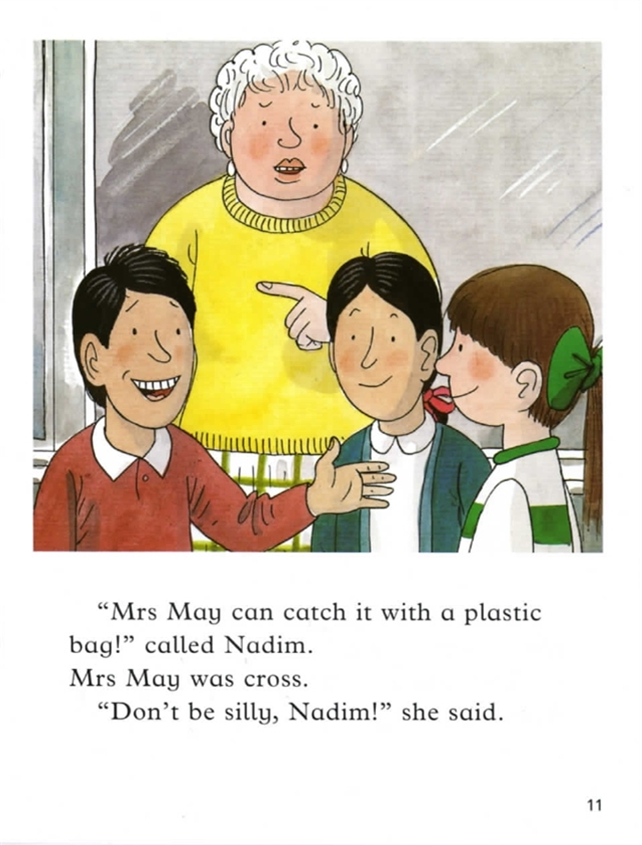 “Mrs May can catch it with a plastic
bag!” called Nadim.
Mrs May was cross.
“Don’t be silly, Nadim!” she said.
11